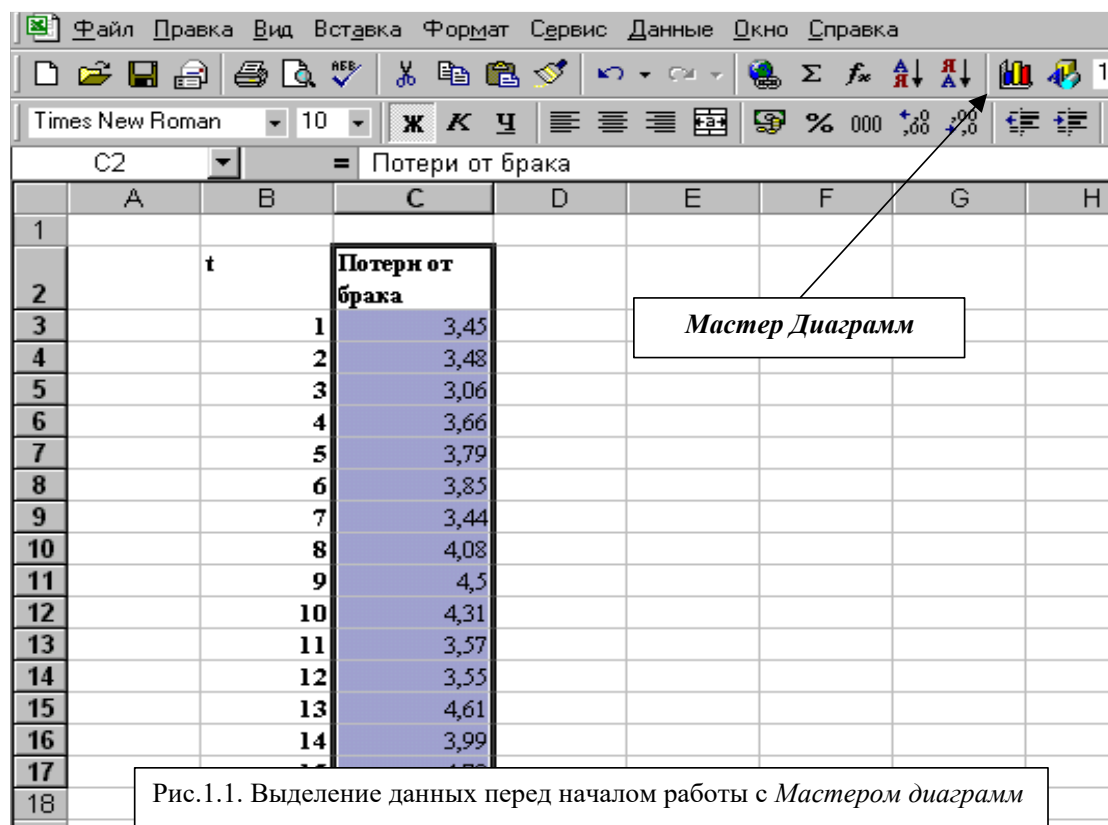 Файл Правка Вид Вставка Формат Сервис Данные Окно Справка
Times New Roman 10 Ж К Ч % 000
C2 = Потери от брака
A B C D E F G H
1
2 t Потери от
брака
3 1 3,45
4 2 3,48
5 3 3,06
6 4 3,66
7 5 3,79
8 6 3,85
9 7 3,44
10 8 4,08
11 9 4,5
12 10 4,31
13 11 3,57
14 12 3,55
15 13 4,61
16 14 3,99
17
18
Мастер Диаграмм
Рис.1.1. Выделение данных перед началом работы с Мастером диаграмм